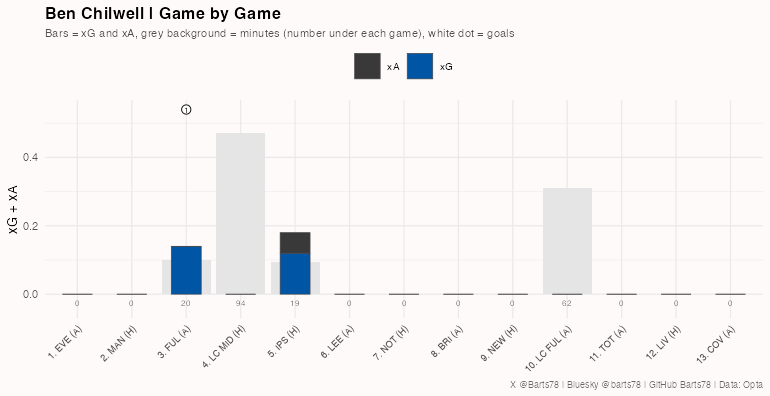 Ben Chilwell | Game by Game
Bars = xG and xA, grey background = minutes (number under each game), white dot = goals
xA xG
1
xG + xA
0.4
0.2
0.0
0 0 20 94 19 0 0 0 0 62 0 0 0
1. EVE (A)
2. MAN (H)
3. FUL (A)
4. LC MID (H)
5. IPS (H)
6. LEE (A)
7. NOT (H)
8. BRI (A)
9. NEW (H)
10. LC FUL (A)
11. TOT (A)
12. LIV (H)
13. COV (A)
X @Barts78 | Bluesky @barts78 | GitHub Barts78 | Data: Opta